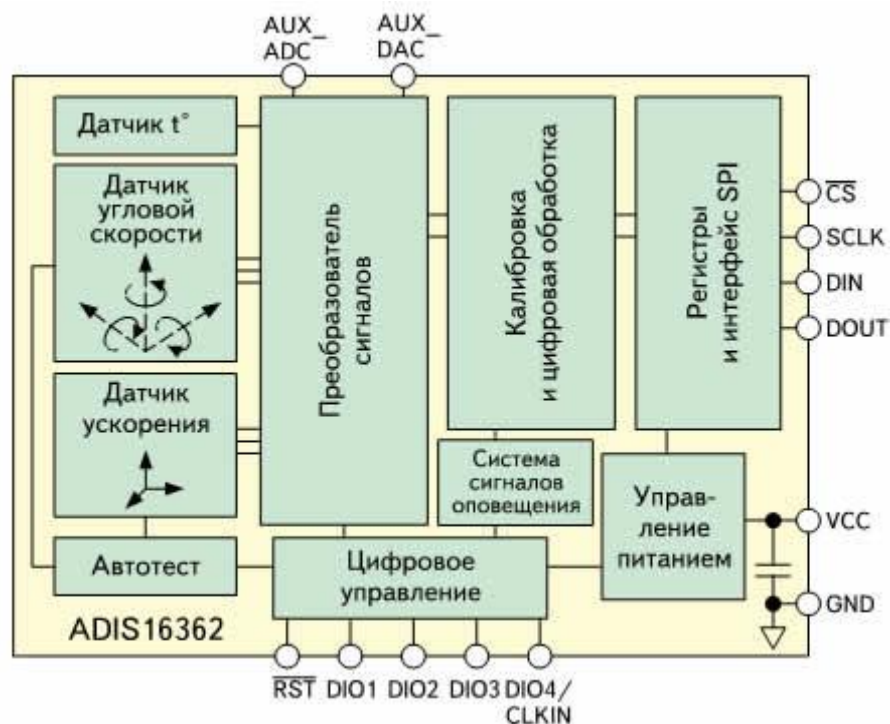 AUX_
ADC
AUX_
DAC
Датчик t°
Датчик
угловой
скорости
Датчик
ускорения
Автотест
Преобразователь
сигналов
Калибровка
и цифровая обработка
Регистры
и интерфейс SPI
Система
сигналов
оповещения
Управ-
ление
питанием
Цифровое
управление
CS
SCLK
DIN
DOUT
VCC
GND
ADIS16362
RST
DIO1
DIO2
DIO3
DIO4/
CLKIN